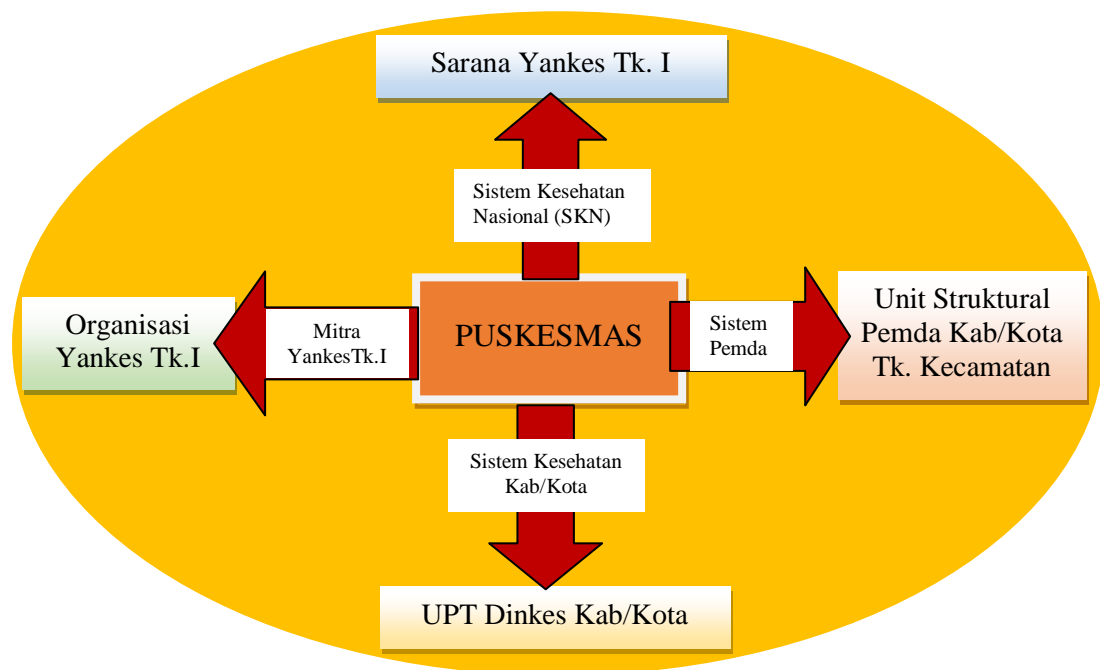 Sarana Yankes Tk. I
Sistem Kesehatan
Nasional (SKN)
Organisasi
Yankes Tk.I
Mitra
YankesTk.I
PUSKESMAS
Sistem
Pemda
Unit Struktural
Pemda Kab/Kota
Tk. Kecamatan
Sistem Kesehatan
Kab/Kota
UPT Dinkes Kab/Kota